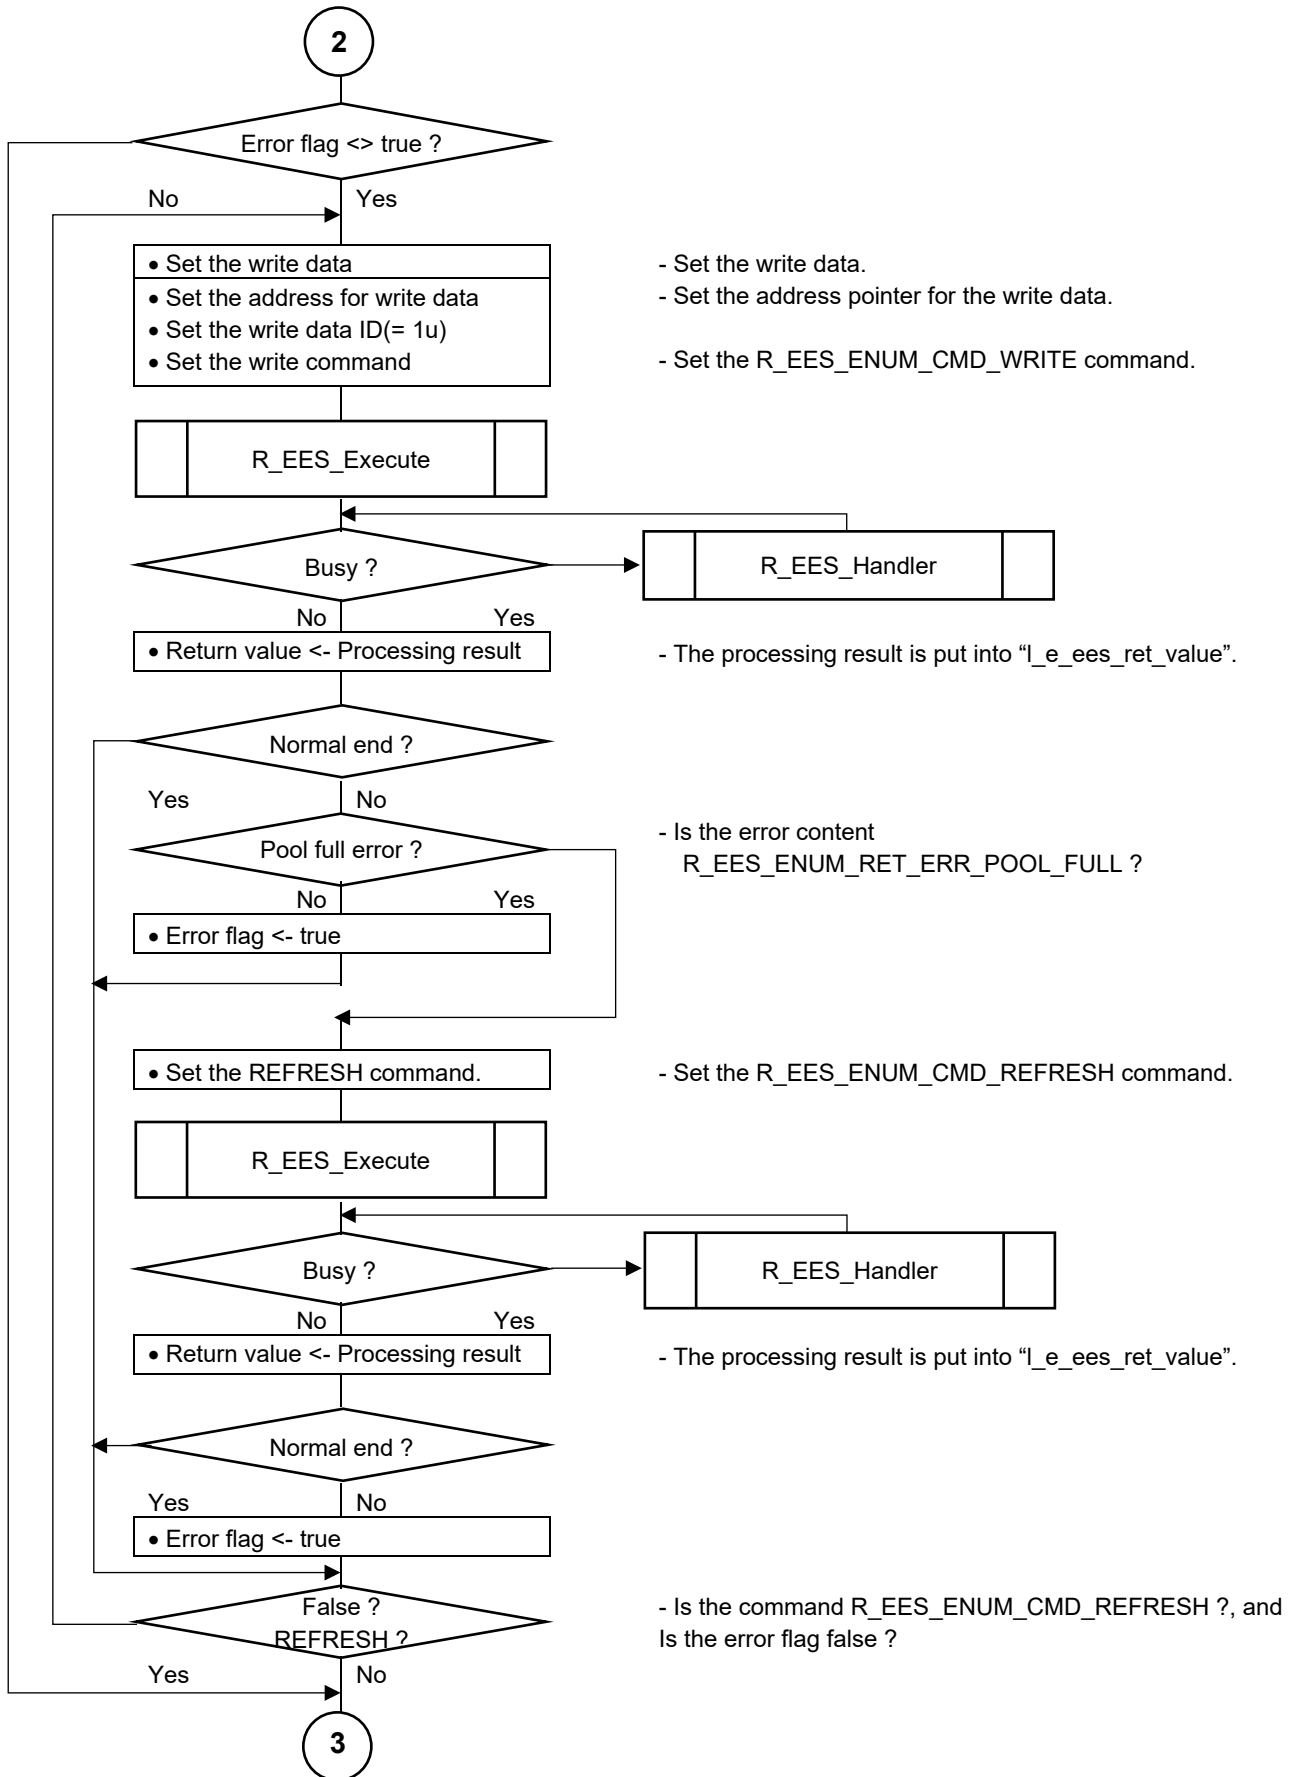 2
Error flag <> true ?
No
Yes
• Set the write data
- Set the write data.
• Set the address for write data
- Set the address pointer for the write data.
• Set the write data ID(= 1u)
• Set the write command
- Set the R_EES_ENUM_CMD_WRITE command.
R_EES_Execute
Busy ?
R_EES_Handler
No
Yes
• Return value <- Processing result
- The processing result is put into “l_e_ees_ret_value”.
Normal end ?
Yes
No
Pool full error ?
- Is the error content
R_EES_ENUM_RET_ERR_POOL_FULL ?
No
Yes
• Error flag <- true
• Set the REFRESH command.
- Set the R_EES_ENUM_CMD_REFRESH command.
R_EES_Execute
Busy ?
R_EES_Handler
No
Yes
• Return value <- Processing result
- The processing result is put into “l_e_ees_ret_value”.
Normal end ?
Yes
No
• Error flag <- true
False ?
REFRESH ?
- Is the command R_EES_ENUM_CMD_REFRESH ?, and
Is the error flag false ?
Yes
No
3